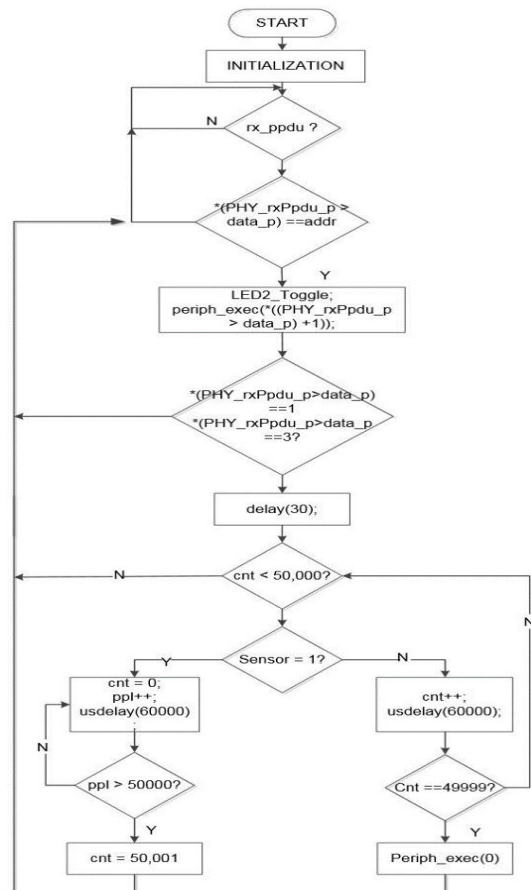 START
INITIALIZATION
N
rx_ppdu ?
*(PHY_rxPpdu_p >
data_p) ==addr
Y
LED2_Toggle;
periph_exec(*((PHY_rxPpdu_p
> data_p) +1));
*(PHY_rxPpdu_p>data_p)
==1
*(PHY_rxPpdu_p>data_p
==3?
delay(30);
N
cnt < 50,000?
N
Y
Sensor = 1?
N
cnt = 0;
ppl++;
usdelay(60000)
;
cnt++;
usdelay(60000);
N
ppl > 50000?
Cnt ==49999?
Y
Y
cnt = 50,001
Periph_exec(0)